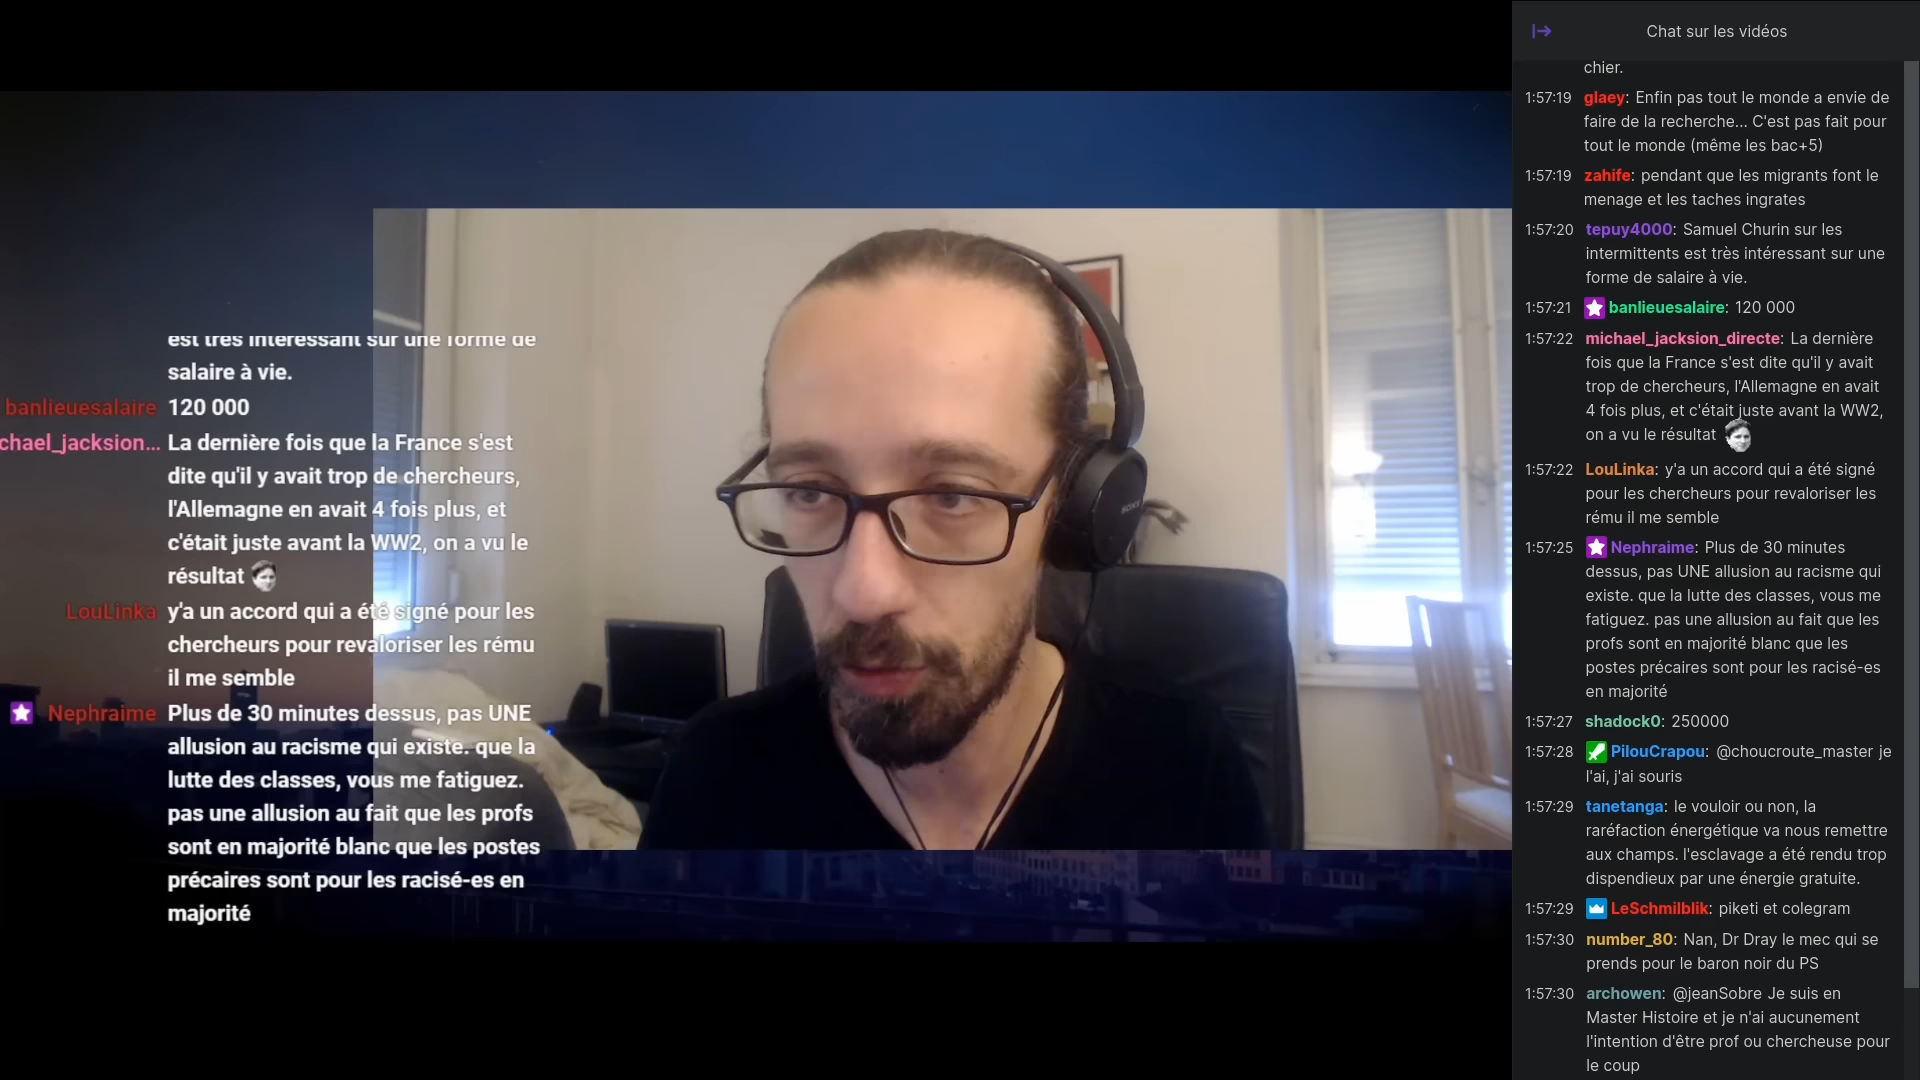 est très intéressant sur une forme de
salaire à vie.
banlieuesalaire 120 000
chael_jacksion... La dernière fois que la France s'est
dite qu'il y avait trop de chercheurs,
l'Allemagne en avait 4 fois plus, et
c'était juste avant la WW2, on a vu le
résultat
LouLinka y'a un accord qui a été signé pour les
chercheurs pour revaloriser les rému
il me semble
Nephraime Plus de 30 minutes dessus, pas UNE
allusion au racisme qui existe. que la
lutte des classes, vous me fatiguez.
pas une allusion au fait que les profs
sont en majorité blanc que les postes
précaires sont pour les racisé-es en
majorité
SONY
Chat sur les vidéos
chier.
1:57:19 glaey: Enfin pas tout le monde a envie de
faire de la recherche... C'est pas fait pour
tout le monde (même les bac+5)
1:57:19 zahife: pendant que les migrants font le
menage et les taches ingrates
1:57:20 tepuy4000: Samuel Churin sur les
intermittents est très intéressant sur une
forme de salaire à vie.
1:57:21 banlieuesalaire: 120 000
1:57:22 michael_jacksion_directe: La dernière
fois que la France s'est dite qu'il y avait
trop de chercheurs, l'Allemagne en avait
4 fois plus, et c'était juste avant la WW2,
on a vu le résultat
1:57:22 LouLinka: y'a un accord qui a été signé
pour les chercheurs pour revaloriser les
rému il me semble
1:57:25 Nephraime: Plus de 30 minutes
dessus, pas UNE allusion au racisme qui
existe. que la lutte des classes, vous me
fatiguez. pas une allusion au fait que les
profs sont en majorité blanc que les
postes précaires sont pour les racisé-es
en majorité
1:57:27 shadock0: 250000
1:57:28 PilouCrapou: @choucroute_master je
l'ai, j'ai souris
1:57:29 tanetanga: le vouloir ou non, la
raréfaction énergétique va nous remettre
aux champs. l'esclavage a été rendu trop
dispendieux par une énergie gratuite.
1:57:29 LeSchmilblik: piketi et colegram
1:57:30 number_80: Nan, Dr Dray le mec qui se
prends pour le baron noir du PS
1:57:30 archowen: @jeanSobre Je suis en
Master Histoire et je n'ai aucunement
l'intention d'être prof ou chercheuse pour
le coup